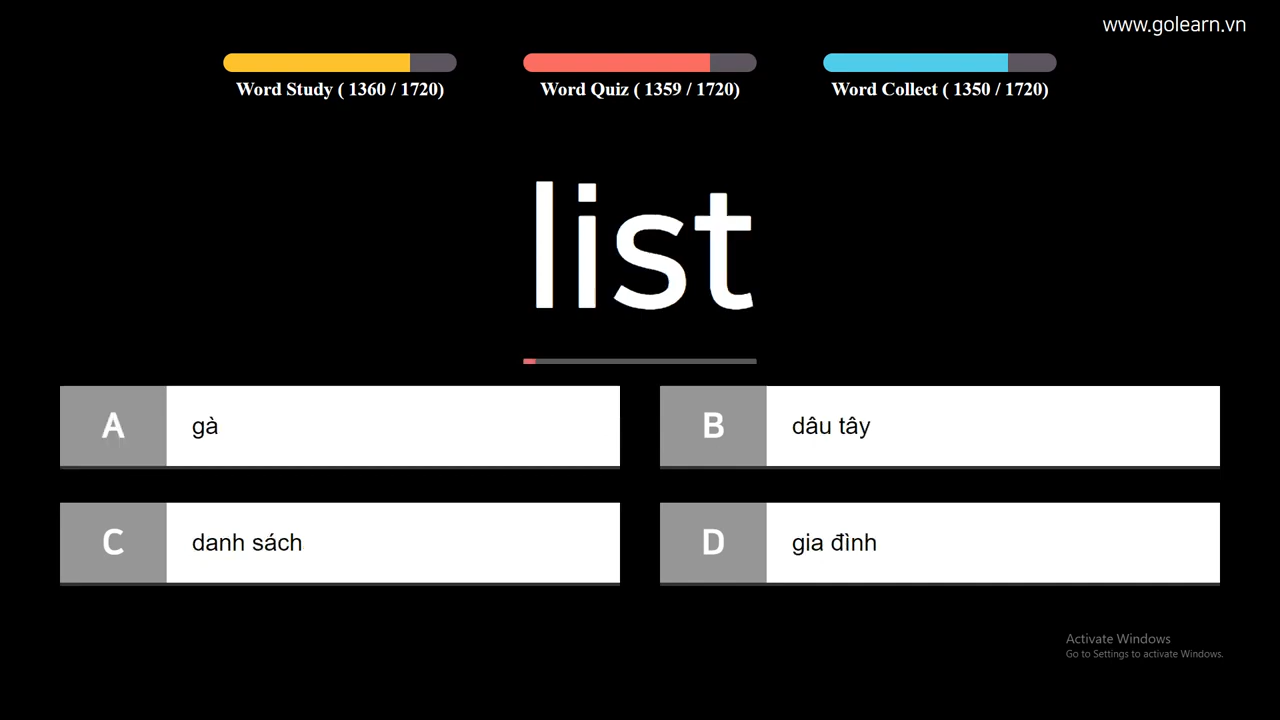 www.golearn.vn
Word Study ( 1360 / 1720)
Word Quiz ( 1359 / 1720)
Word Collect ( 1350 / 1720)
list
A gà
B dâu tây
C danh sách
D gia đình
Activate Windows
Go to Settings to activate Windows.